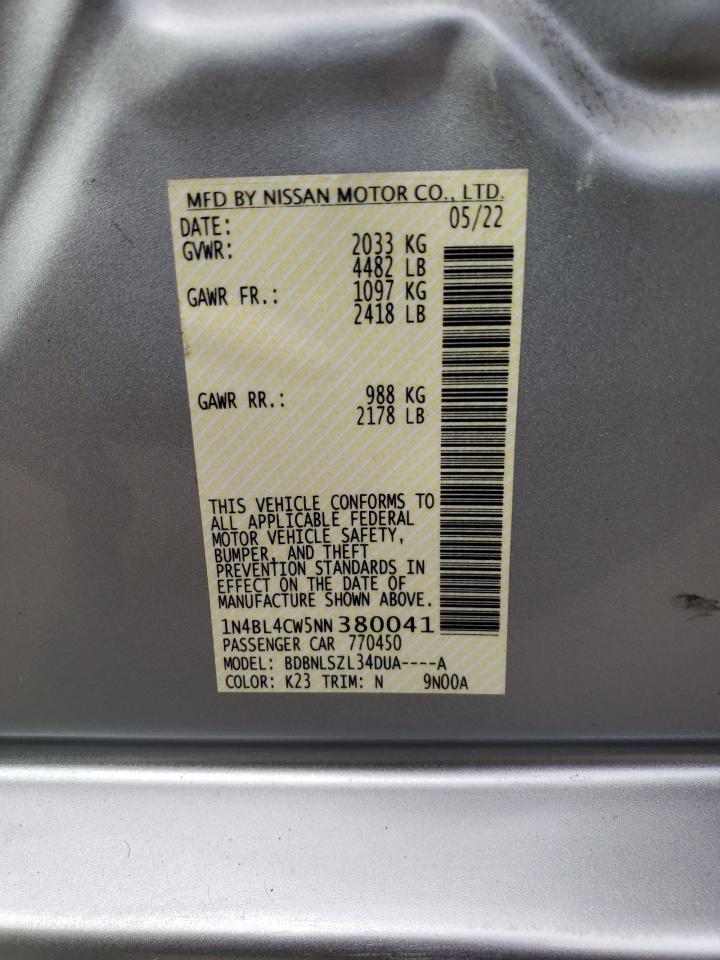 MFD BY NISSAN MOTOR CO., LTD.
DATE: 05/22
GVWR: 2033 KG
4482 LB
GAWR FR.: 1097 KG
2418 LB
GAWR RR.: 988 KG
2178 LB
THIS VEHICLE CONFORMS TO
ALL APPLICABLE FEDERAL
MOTOR VEHICLE SAFETY,
BUMPER, AND THEFT
PREVENTION STANDARDS IN
EFFECT ON THE DATE OF
MANUFACTURE SHOWN ABOVE.
1N4BL4CW5NN380041
PASSENGER CAR 770450
MODEL: BDBNLSZL34DUA----A
COLOR: K23 TRIM: N 9N00A